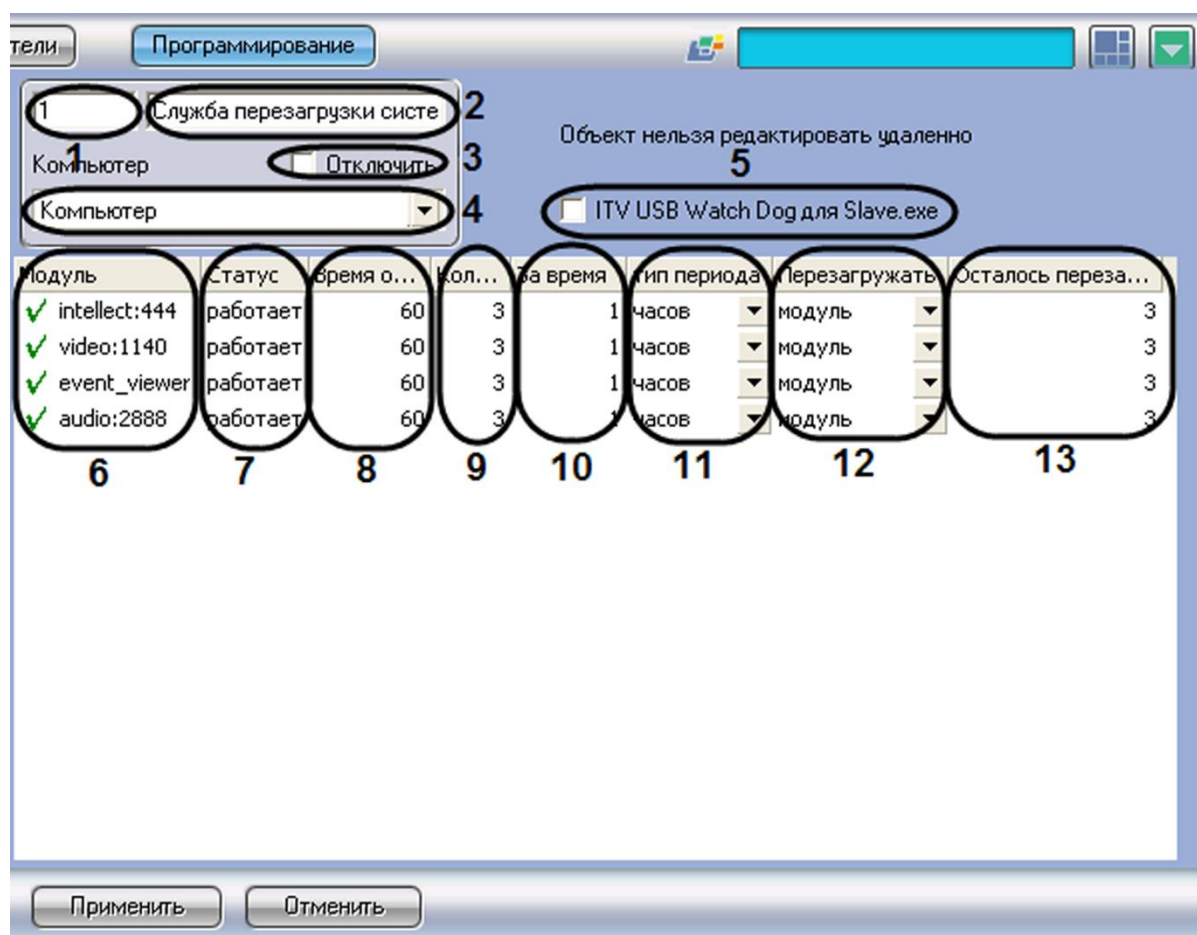 тели Программирование
1 Служба перезагрузки систе 2
1
Компьютер Отключить 3
Компьютер 4
Объект нельзя редактировать удаленно
5
ITV USB Watch Dog для Slave.exe
Модуль Статус Время о... Кол... За время Тип периода Перезагружать Осталось переза...
intellect:444 работает 60 3 1 часов модуль 3
video:1140 работает 60 3 1 часов модуль 3
event_viewer работает 60 3 1 часов модуль 3
audio:2888 работает 60 3 1 часов модуль 3
6 7 8 9 10 11 12 13
Применить Отменить